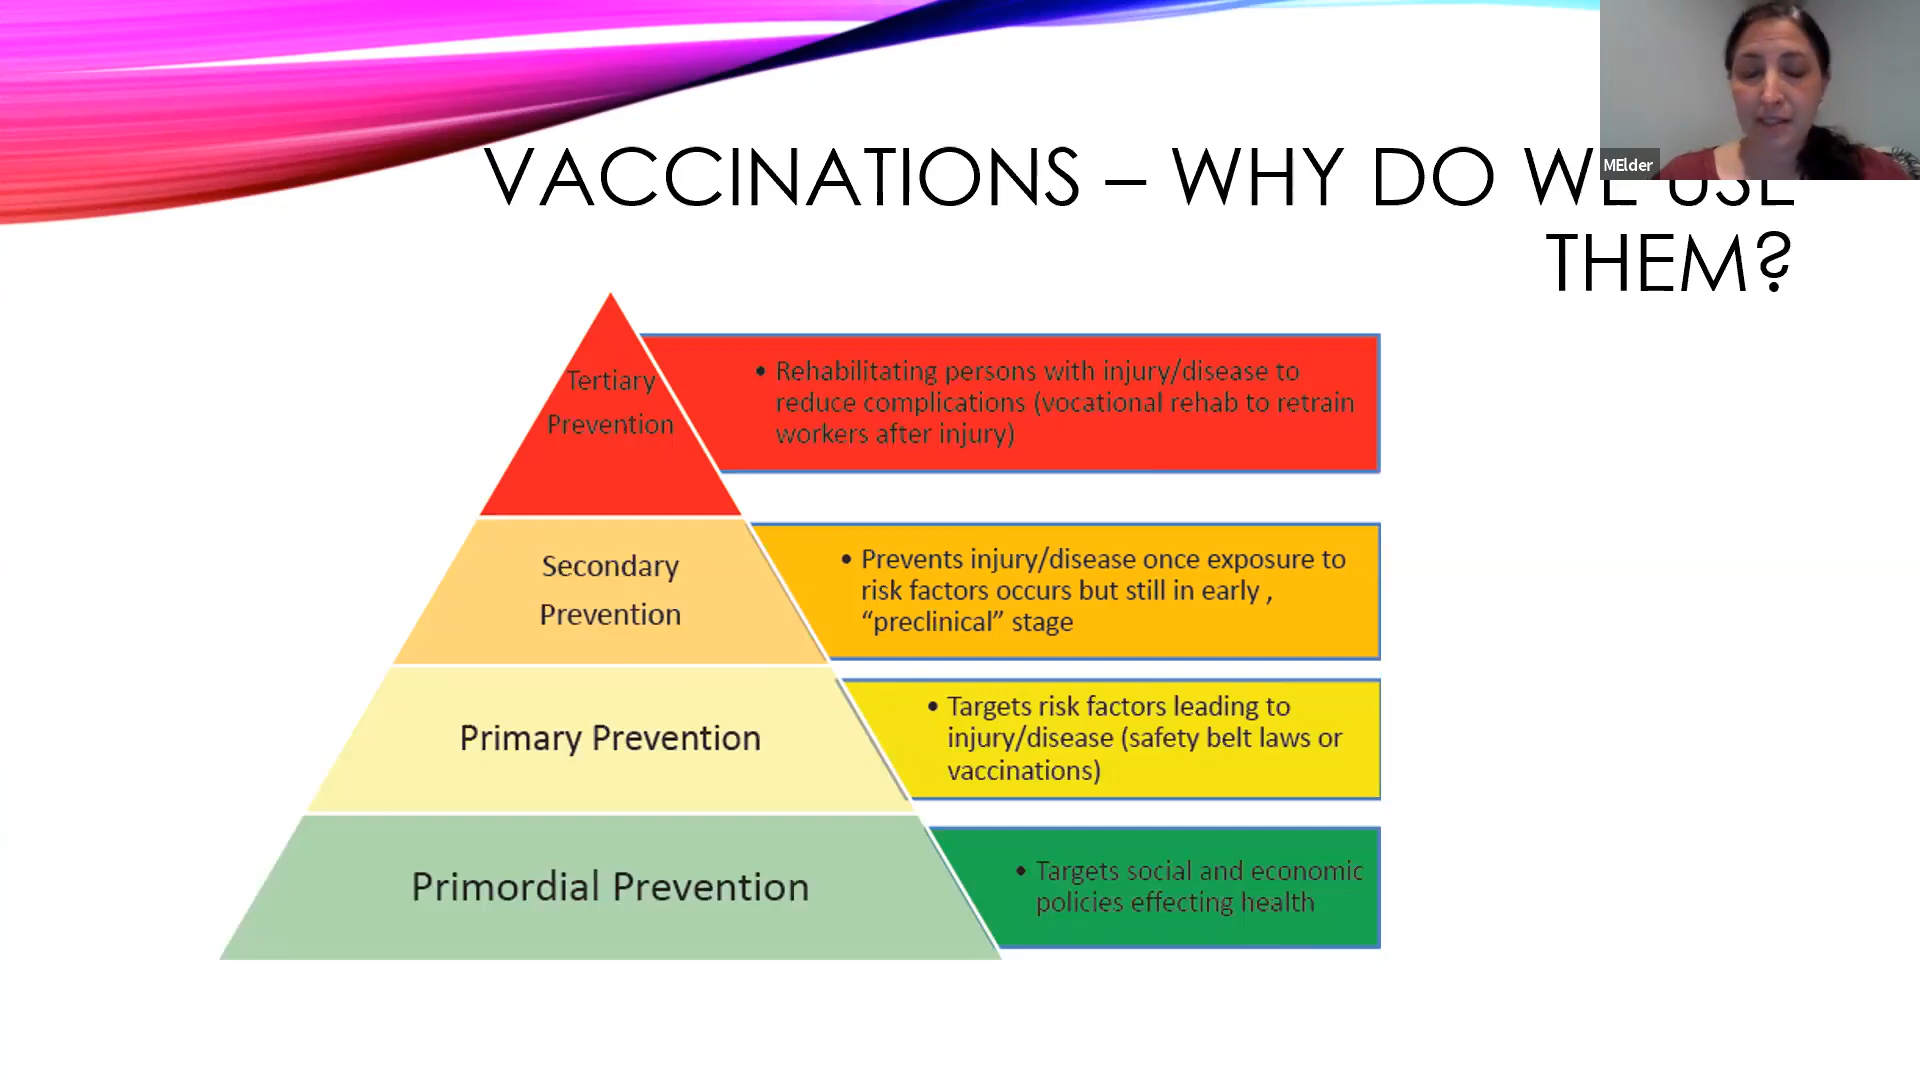 VACCINATIONS – WHY DO WE USE
THEM?
MElder
Tertiary
Prevention
• Rehabilitating persons with injury/disease to
reduce complications (vocational rehab to retrain
workers after injury)
Secondary
Prevention
• Prevents injury/disease once exposure to
risk factors occurs but still in early ,
“preclinical” stage
Primary Prevention
• Targets risk factors leading to
injury/disease (safety belt laws or
vaccinations)
Primordial Prevention
• Targets social and economic
policies effecting health